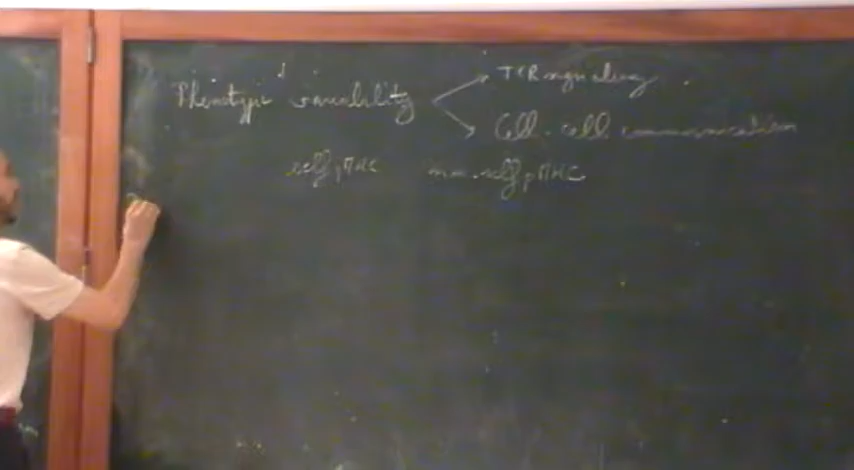 Phenotypic variability
TCR signaling
Cell-cell communication
self pMHC non-self pMHC